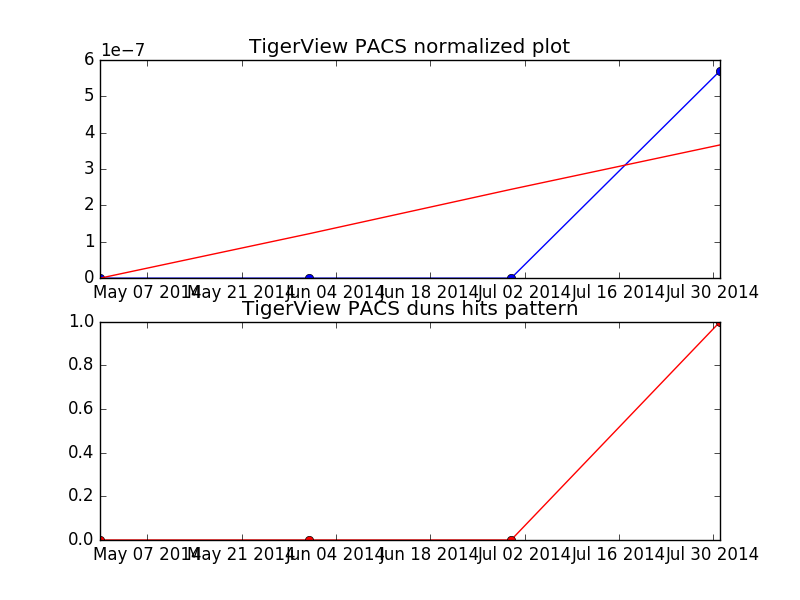 1e−7
TigerView PACS normalized plot
6
5
4
3
2
1
0
May 07 2014 May 21 2014 Jun 04 2014 Jun 18 2014 Jul 02 2014 Jul 16 2014 Jul 30 2014
TigerView PACS duns hits pattern
1.0
0.8
0.6
0.4
0.2
0.0
May 07 2014 May 21 2014 Jun 04 2014 Jun 18 2014 Jul 02 2014 Jul 16 2014 Jul 30 2014